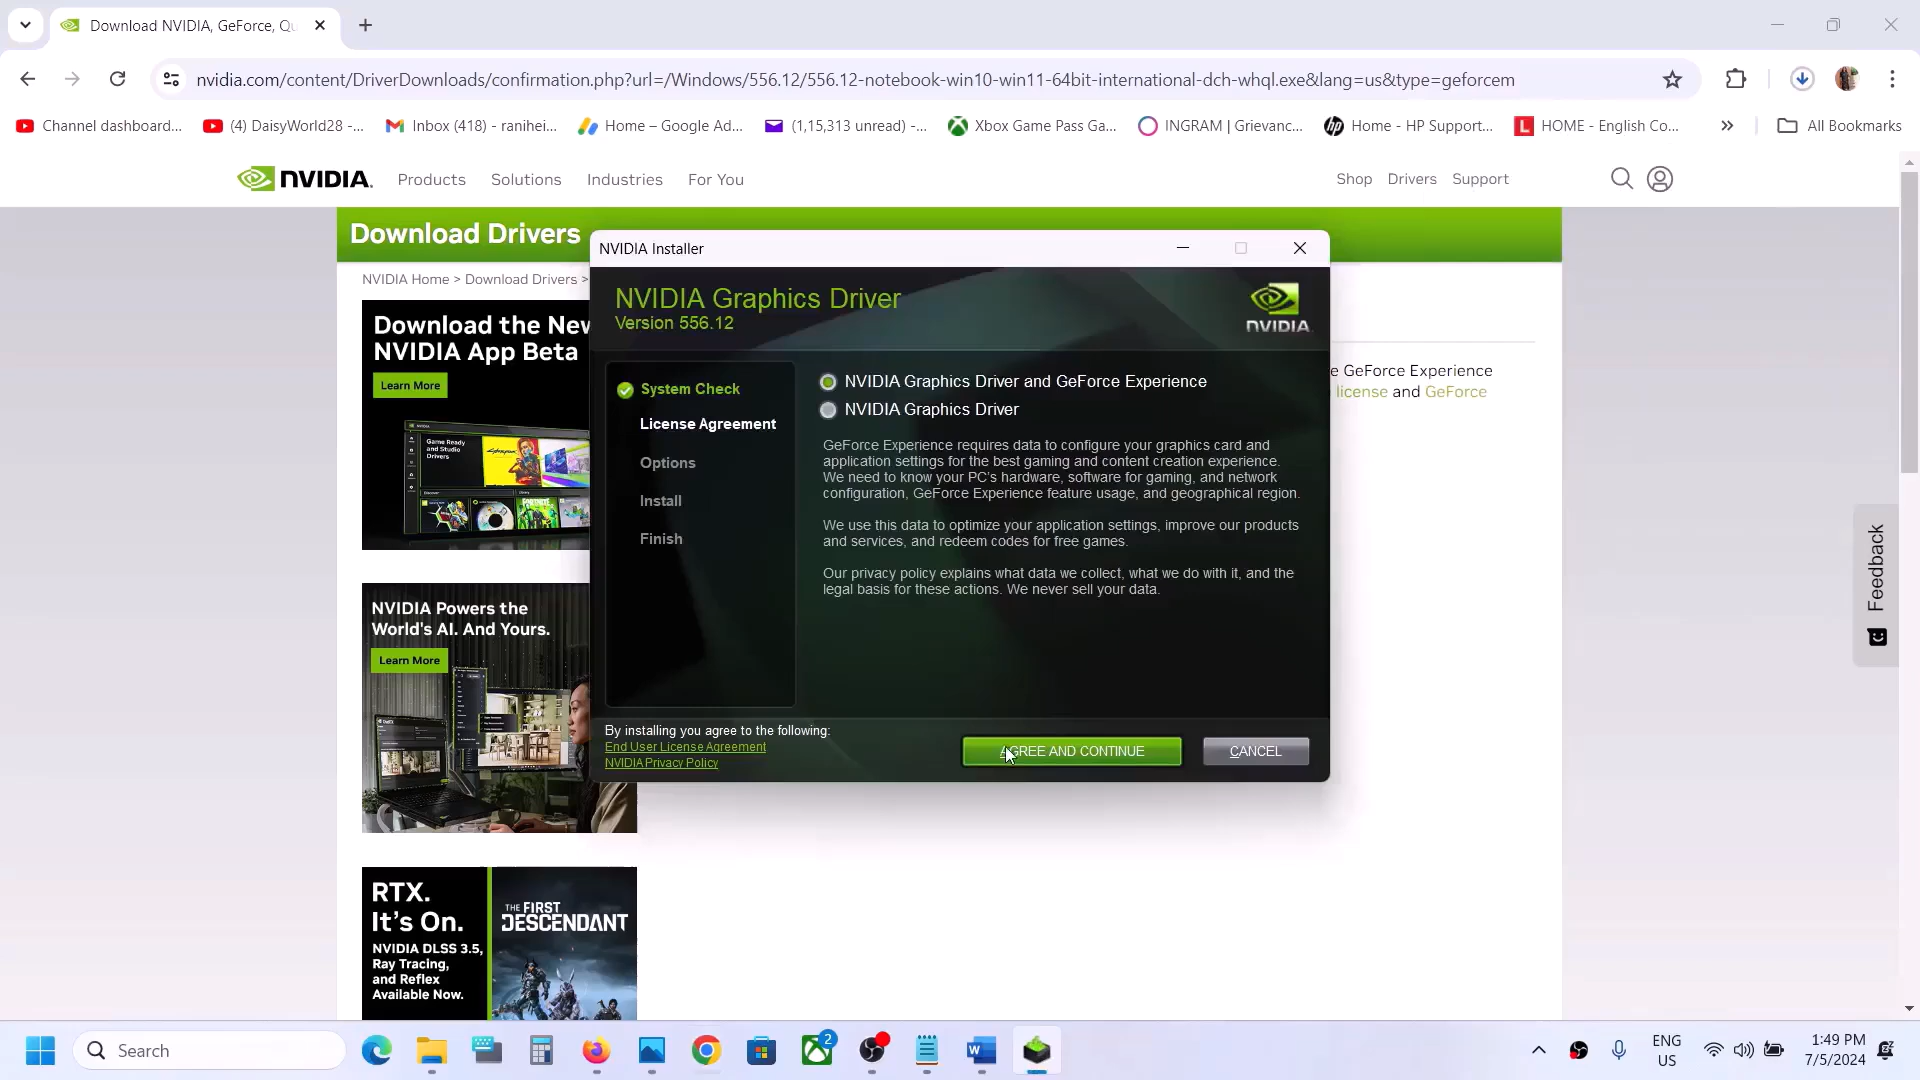 Download NVIDIA, GeForce, Qu
nvidia.com/content/DriverDownloads/confirmation.php?url=/Windows/556.12/556.12-notebook-win10-win11-64bit-international-dch-whql.exe&lang=us&type=geforcem
Channel dashboard...
(4) DaisyWorld28 -...
Inbox (418) - ranihei...
Home – Google Ad...
(1,15,313 unread) -...
Xbox Game Pass Ga...
INGRAM | Grievanc...
Home - HP Support...
HOME - English Co...
All Bookmarks
NVIDIA.
Products
Solutions
Industries
For You
Shop
Drivers
Support
Download Drivers
NVIDIA Home > Download Drivers >
Download the New
NVIDIA App Beta
Learn More
NVIDIA Powers the
World's AI. And Yours.
Learn More
RTX.
It's On.
NVIDIA DLSS 3.5,
Ray Tracing,
and Reflex
Available Now.
THE FIRST
DESCENDANT
e GeForce Experience
license and GeForce
Feedback
NVIDIA Installer
NVIDIA Graphics Driver
Version 556.12
NVIDIA.
System Check
License Agreement
Options
Install
Finish
NVIDIA Graphics Driver and GeForce Experience
NVIDIA Graphics Driver
GeForce Experience requires data to configure your graphics card and
application settings for the best gaming and content creation experience.
We need to know your PC's hardware, software for gaming, and network
configuration, GeForce Experience feature usage, and geographical region.
We use this data to optimize your application settings, improve our products
and services, and redeem codes for free games.
Our privacy policy explains what data we collect, what we do with it, and the
legal basis for these actions. We never sell your data.
By installing you agree to the following:
End User License Agreement
NVIDIA Privacy Policy
AGREE AND CONTINUE
CANCEL
Search
2
ENG
US
1:49 PM
7/5/2024